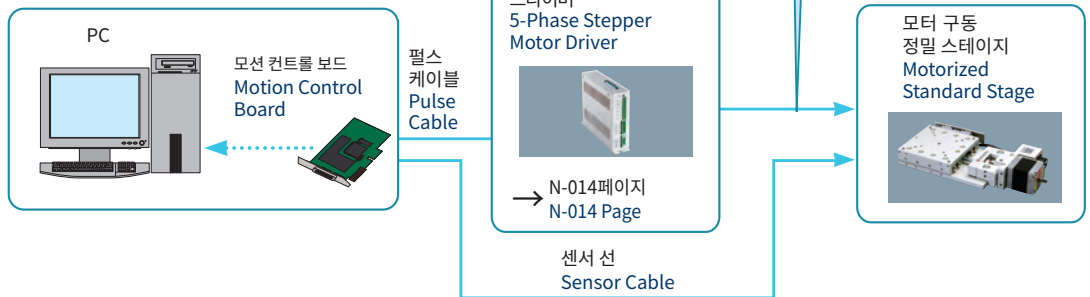 PC
모션 컨트롤 보드
Motion Control
Board
펄스
케이블
Pulse
Cable
5-Phase Stepper
Motor Driver
N-014페이지
N-014 Page
센서 선
Sensor Cable
모터 구동
정밀 스테이지
Motorized
Standard Stage